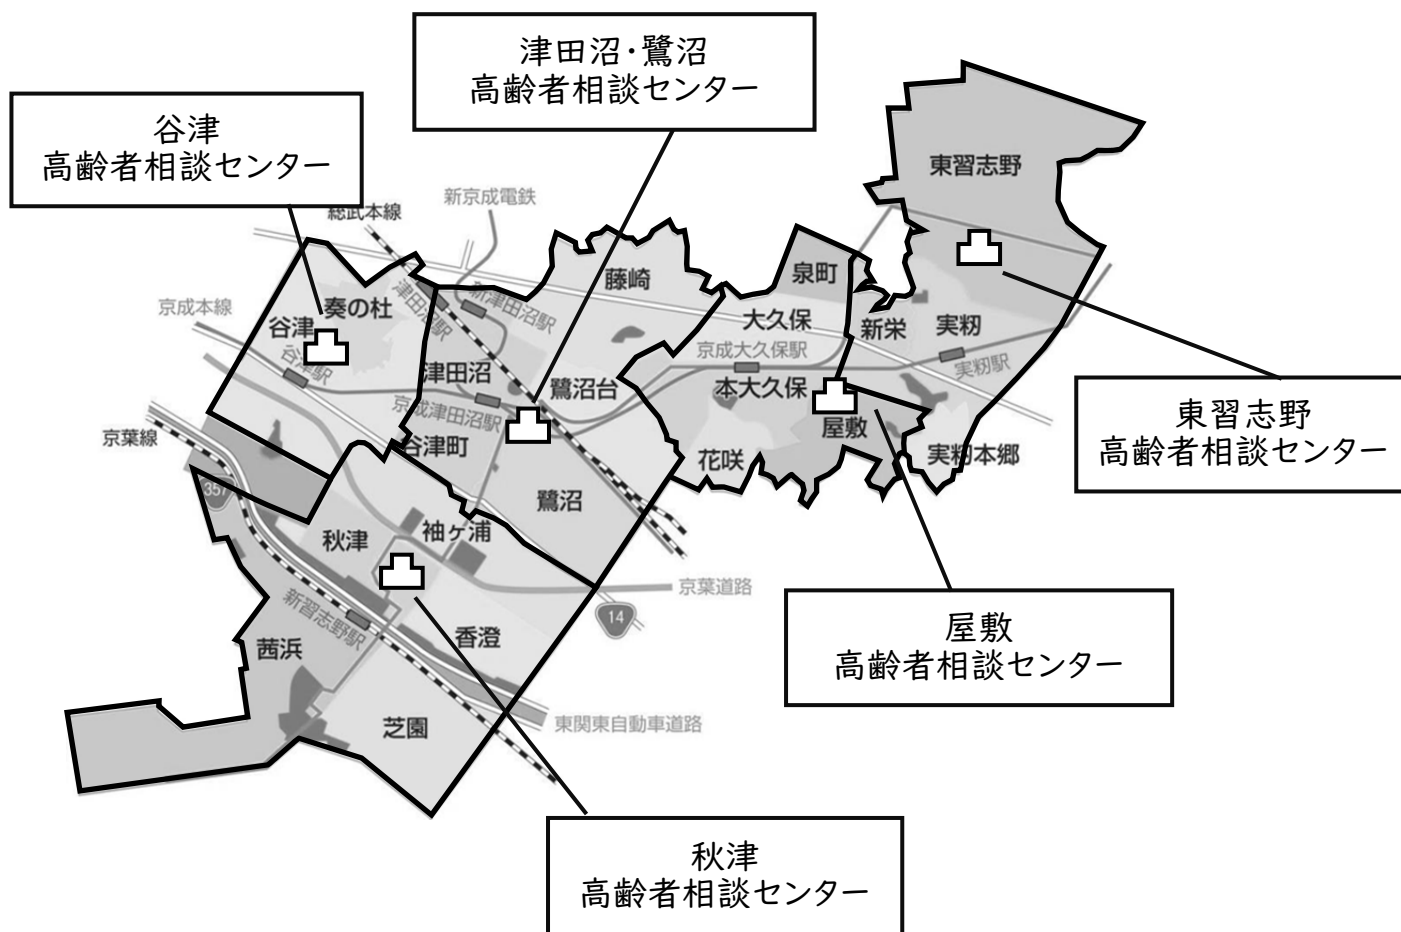 津田沼・鷺沼
高齢者相談センター
谷津
高齢者相談センター
東習志野
新京成電鉄
総武本線
泉町
藤崎
新津田沼駅
津田沼駅
京成本線
奏の杜
谷津
大久保
新栄
実籾
京成大久保駅
谷津駅
津田沼
鷺沼台
本大久保
実籾駅
京成津田沼駅
屋敷
東習志野
高齢者相談センター
京葉線
谷津町
花咲
実籾本郷
357
鷺沼
秋津
袖ヶ浦
京葉道路
14
新習志野駅
香澄
茜浜
屋敷
高齢者相談センター
芝園
東関東自動車道路
秋津
高齢者相談センター